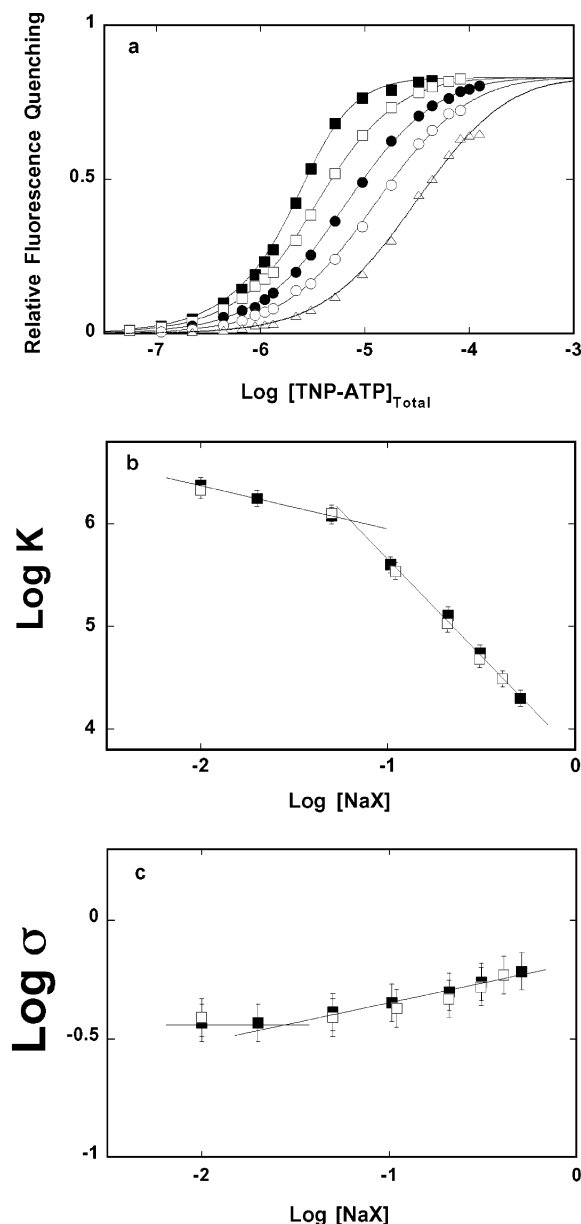 a
1
0.5
0
Relative Fluorescence Quenching
-7
-6
-5
-4
-3
Log [TNP-ATP]Total
b
6
5
4
Log K
-2
-1
0
Log [NaX]
c
0
-0.5
-1
Log σ
-2
-1
0
Log [NaX]